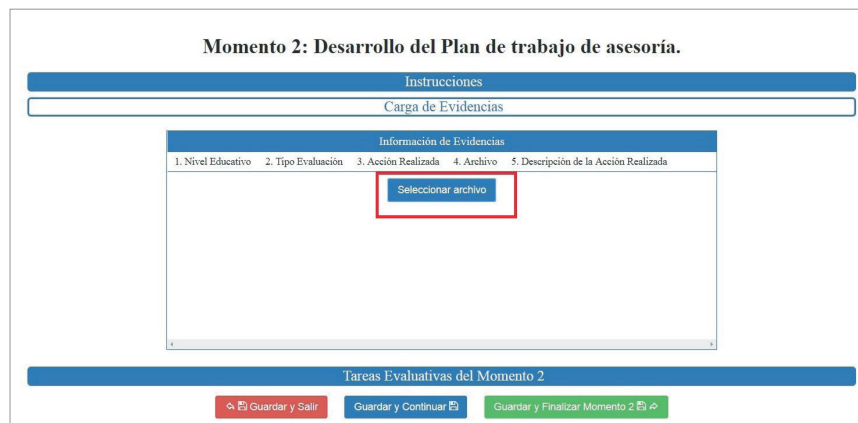 Momento 2: Desarrollo del Plan de trabajo de asesoría.
Instrucciones
Carga de Evidencias
Información de Evidencias
1. Nivel Educativo 2. Tipo Evaluación 3. Acción Realizada 4. Archivo 5. Descripción de la Acción Realizada
Seleccionar archivo
Tareas Evaluativas del Momento 2
Guardar y Salir Guardar y Continuar Guardar y Finalizar Momento 2